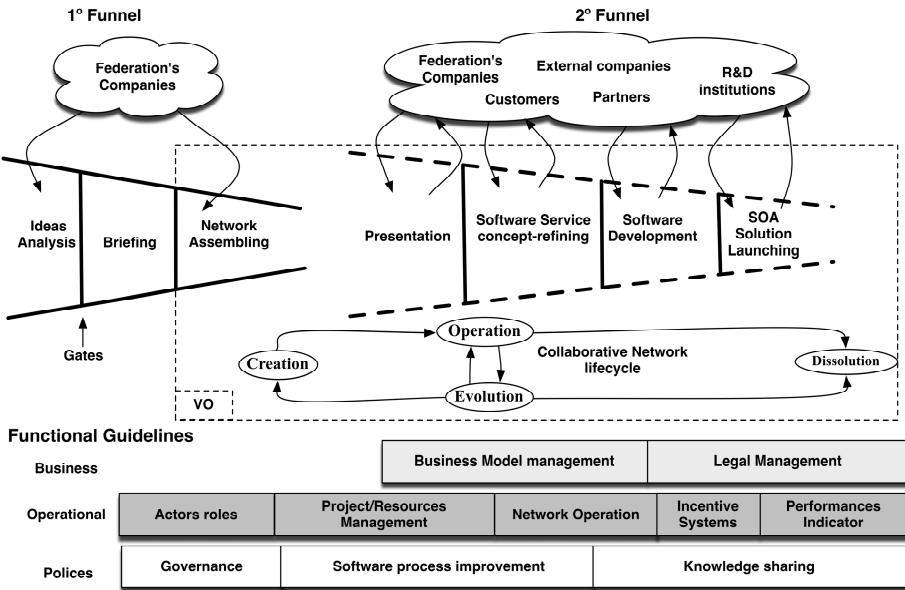 1º Funnel
2º Funnel
Federation's
Companies
Federation's
Companies
External companies
R&D
institutions
Customers
Partners
Ideas
Analysis
Briefing
Network
Assembling
Presentation
Software Service
concept-refining
Software
Development
SOA
Solution
Launching
Gates
Creation
Operation
Evolution
Collaborative Network
lifecycle
Dissolution
VO
Functional Guidelines
Business
Business Model management
Legal Management
Operational
Actors roles
Project/Resources
Management
Network Operation
Incentive
Systems
Performances
Indicator
Polices
Governance
Software process improvement
Knowledge sharing